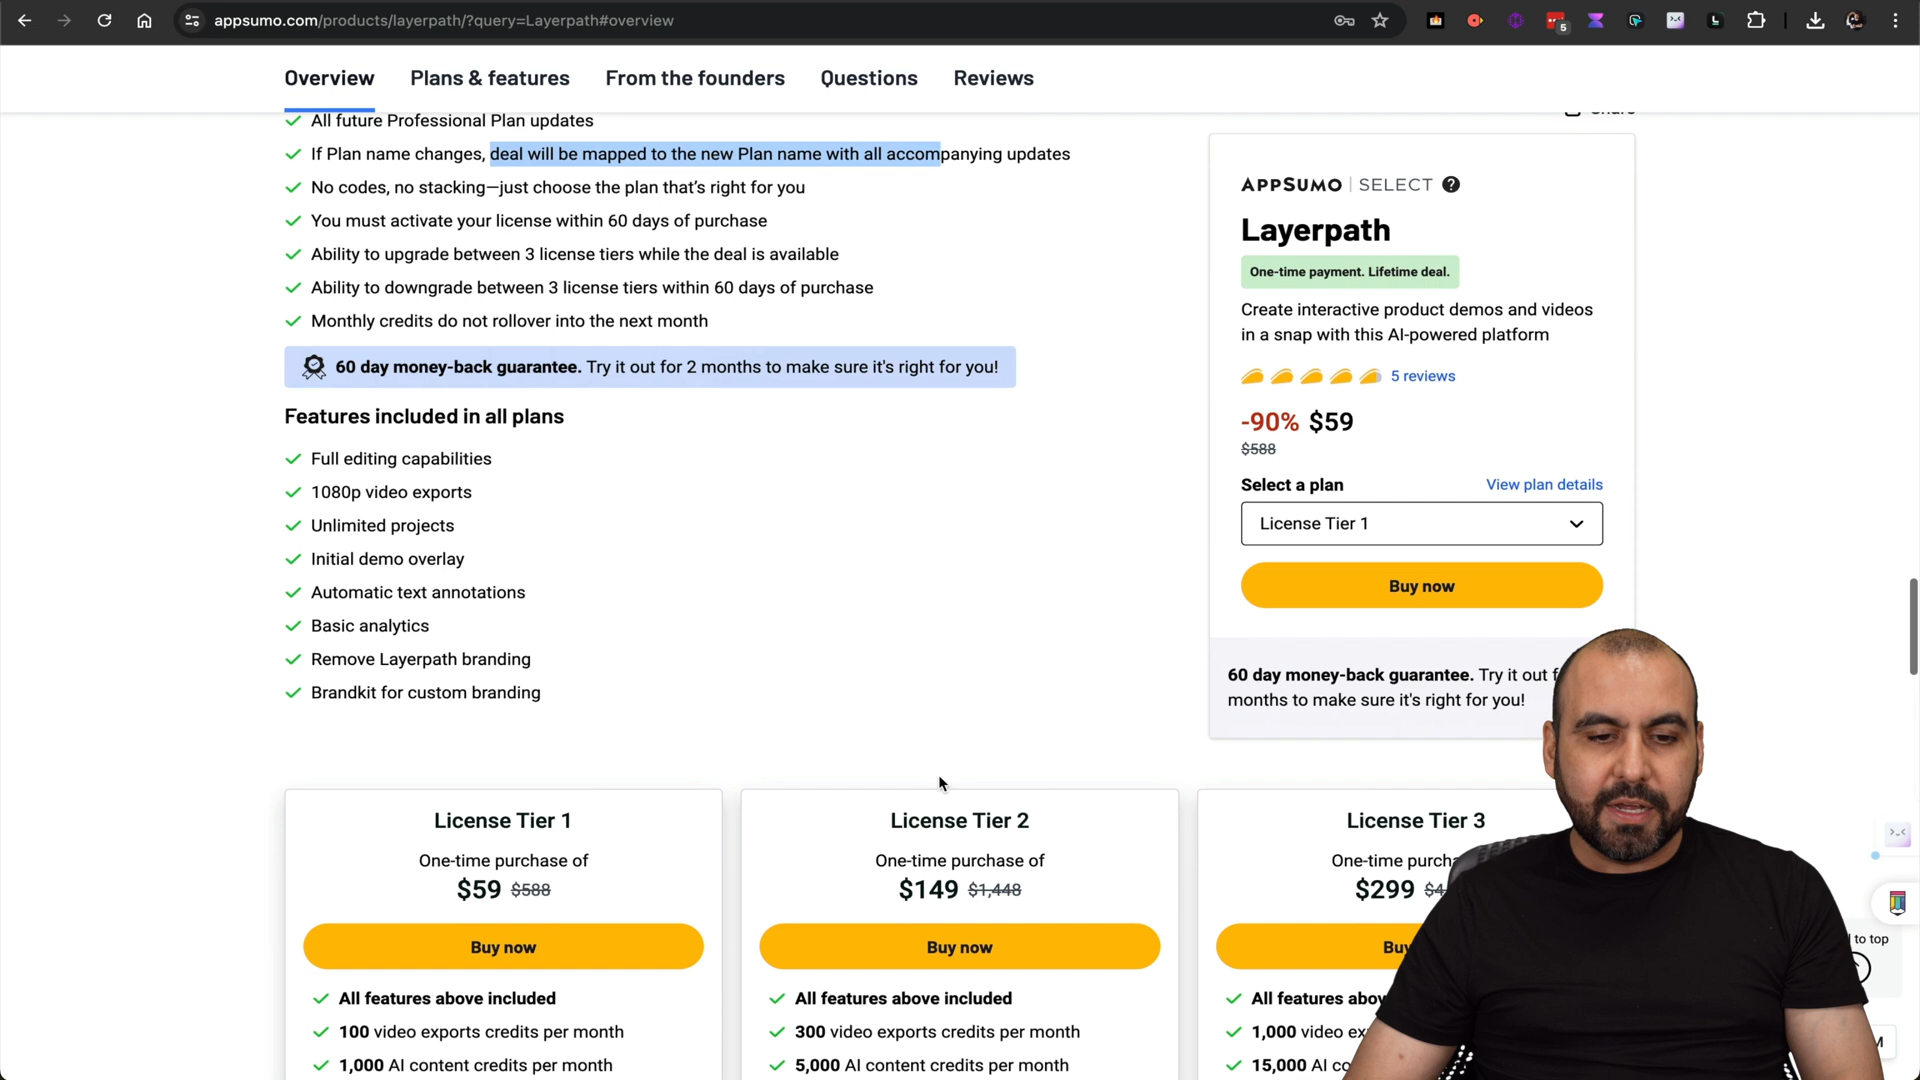 appsumo.com/products/layerpath/?query=Layerpath#overview
5
Overview
Plans & features
From the founders
Questions
Reviews
All future Professional Plan updates
If Plan name changes, deal will be mapped to the new Plan name with all accompanying updates
No codes, no stacking—just choose the plan that's right for you
You must activate your license within 60 days of purchase
Ability to upgrade between 3 license tiers while the deal is available
Ability to downgrade between 3 license tiers within 60 days of purchase
Monthly credits do not rollover into the next month
60 day money-back guarantee. Try it out for 2 months to make sure it's right for you!
Features included in all plans
Full editing capabilities
1080p video exports
Unlimited projects
Initial demo overlay
Automatic text annotations
Basic analytics
Remove Layerpath branding
Brandkit for custom branding
APPSUMO | SELECT ?
Layerpath
One-time payment. Lifetime deal.
Create interactive product demos and videos
in a snap with this AI-powered platform
5 reviews
-90% $59
$588
Select a plan
View plan details
License Tier 1
Buy now
60 day money-back guarantee. Try it out
months to make sure it's right for you!
License Tier 1
One-time purchase of
$59 $588
Buy now
All features above included
100 video exports credits per month
1,000 AI content credits per month
License Tier 2
One-time purchase of
$149 $1,448
Buy now
All features above included
300 video exports credits per month
5,000 AI content credits per month
License Tier 3
One-time
$299
All features
1,000 video
15,000 AI
to top